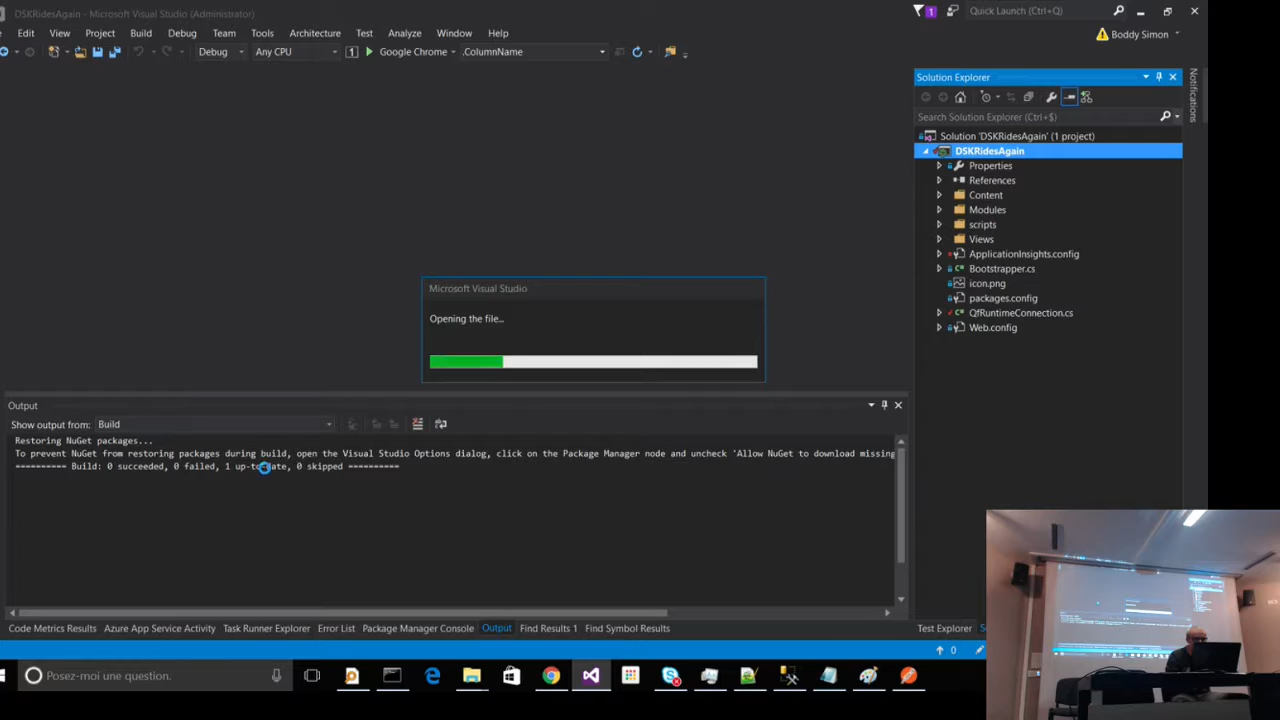 DSKRidesAgain - Microsoft Visual Studio (Administrator)
1
Quick Launch (Ctrl+Q)
Edit View Project Build Debug Team Tools Architecture Test Analyze Window Help
Boddy Simon
Debug Any CPU 1 Google Chrome .ColumnName
Solution Explorer
Notifications
Search Solution Explorer (Ctrl+$)
Solution 'DSKRidesAgain' (1 project)
DSKRidesAgain
Properties
References
Content
Modules
scripts
Views
ApplicationInsights.config
Bootstrapper.cs
icon.png
packages.config
QfRuntimeConnection.cs
Web.config
Microsoft Visual Studio
Opening the file...
Output
Show output from: Build
Restoring NuGet packages...
To prevent NuGet from restoring packages during build, open the Visual Studio Options dialog, click on the Package Manager node and uncheck 'Allow NuGet to download missing
========== Build: 0 succeeded, 0 failed, 1 up-to-date, 0 skipped ==========
Code Metrics Results Azure App Service Activity Task Runner Explorer Error List Package Manager Console Output Find Results 1 Find Symbol Results
Test Explorer
0
Posez-moi une question.